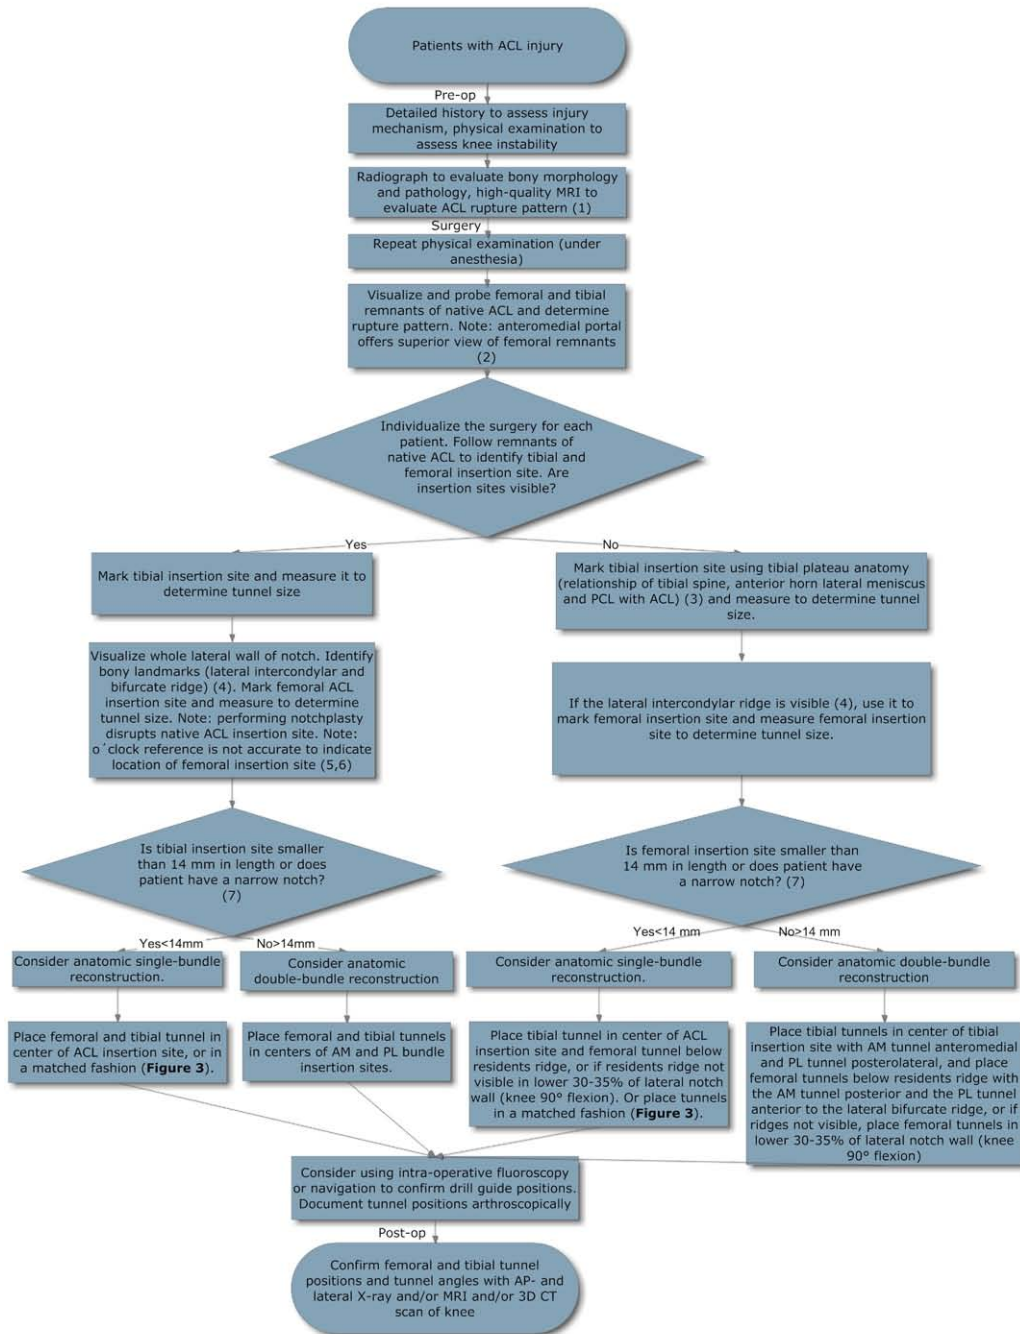 Patients with ACL injury
Pre-op
Detailed history to assess injury
mechanism, physical examination to
assess knee instability
Radiograph to evaluate bony morphology
and pathology, high-quality MRI to
evaluate ACL rupture pattern (1)
Surgery
Repeat physical examination (under
anesthesia)
Visualize and probe femoral and tibial
remnants of native ACL and determine
rupture pattern. Note: anteromedial portal
offers superior view of femoral remnants
(2)
Individualize the surgery for each
patient. Follow remnants of
native ACL to identify tibial and
femoral insertion site. Are
insertion sites visible?
Yes
No
Mark tibial insertion site and measure it to
determine tunnel size
Mark tibial insertion site using tibial plateau anatomy
(relationship of tibial spine, anterior horn lateral meniscus
and PCL with ACL) (3) and measure to determine tunnel
size.
Visualize whole lateral wall of notch. Identify
bony landmarks (lateral intercondylar and
bifurcate ridge) (4). Mark femoral ACL
insertion site and measure to determine
tunnel size. Note: performing notchplasty
disrupts native ACL insertion site. Note:
o´clock reference is not accurate to indicate
location of femoral insertion site (5,6)
If the lateral intercondylar ridge is visible (4), use it to
mark femoral insertion site and measure femoral insertion
site to determine tunnel size.
Is tibial insertion site smaller
than 14 mm in length or does
patient have a narrow notch?
(7)
Is femoral insertion site smaller
than 14 mm in length or does
patient have a narrow
notch? (7)
Yes<14mm
No>14mm
Yes<14 mm
No>14 mm
Consider anatomic single-bundle
reconstruction.
Consider anatomic
double-bundle reconstruction
Consider anatomic single-bundle
reconstruction.
Consider anatomic double-bundle
reconstruction
Place femoral and tibial tunnel in
center of ACL insertion site, or in
a matched fashion (Figure 3).
Place femoral and tibial tunnels
in centers of AM and PL bundle
insertion sites.
Place tibial tunnel in center of ACL
insertion site and femoral tunnel below
residents ridge, or if residents ridge not
visible in lower 30-35% of lateral notch
wall (knee 90° flexion). Or place tunnels
in a matched fashion (Figure 3).
Place tibial tunnels in center of tibial
insertion site with AM tunnel anteromedial
and PL tunnel posterolateral, and place
femoral tunnels below residents ridge with
the AM tunnel posterior and the PL tunnel
anterior to the lateral bifurcate ridge, or if
ridges not visible, place femoral tunnels in
lower 30-35% of lateral notch wall (knee
90° flexion)
Consider using intra-operative fluoroscopy
or navigation to confirm drill guide positions.
Document tunnel positions arthroscopically
Post-op
Confirm femoral and tibial tunnel
positions and tunnel angles with AP- and
lateral X-ray and/or MRI and/or 3D CT
scan of knee